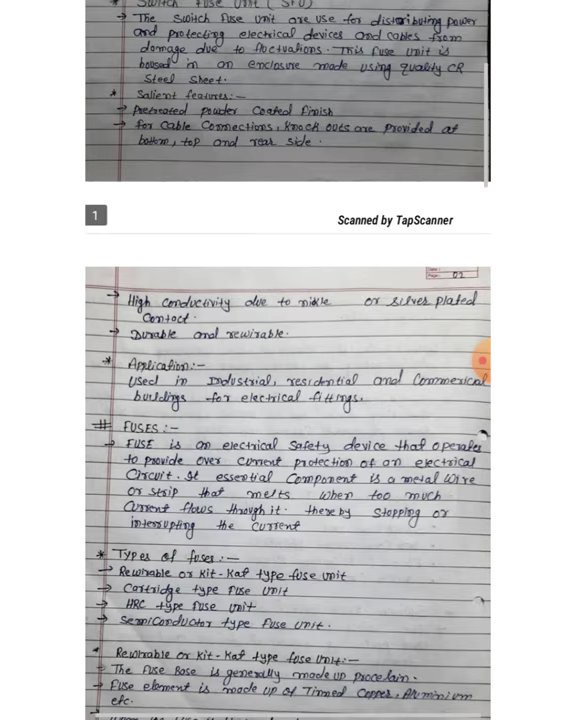 * Switch Fuse Unit ( SFU)
→ The Switch Fuse Unit are use for distributing power
and protecting electrical devices and cables from
damage due to fluctuations. This fuse unit is
housed in an enclosure made using quality CR
Steel Sheet.
* Salient features:-
→ Pretreated powder Coated Finish
→ For Cable Connections, Knock outs are provided at
bottom, top and rear side.
1
Scanned by TapScanner
Date:
Page: 02
→ High conductivity due to nikle or silver plated
Contact.
→ Durable and rewirable.
* Application:-
Used in Industrial, residential and Commerical
buildings for electrical fittings.
# FUSES :-
→ FUSE is an electrical Safety device that operates
to provide over current protection of an electrical
Circuit. It essential Component is a metal wire
or strip that melts when too much
Current flows through it. thereby stopping or
interrupting the current
* Types of fuses:-
→ Rewirable or Kit-Kat type fuse unit
→ Cartridge type fuse unit
→ HRC type fuse unit
→ Semiconductor type Fuse unit.
* Rewirable or Kit-Kat type fuse unit:-
→ The Fuse Base is generally made up procelain.
→ Fuse element is made up of Tinned Copper, Aluminium
etc.